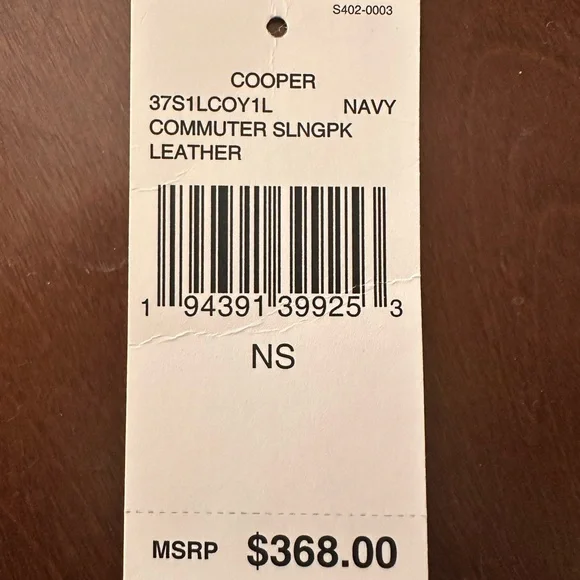 S402-0003
COOPER
37S1LCOY1L NAVY
COMMUTER SLNGPK
LEATHER
1 94391 39925 3
NS
MSRP $368.00